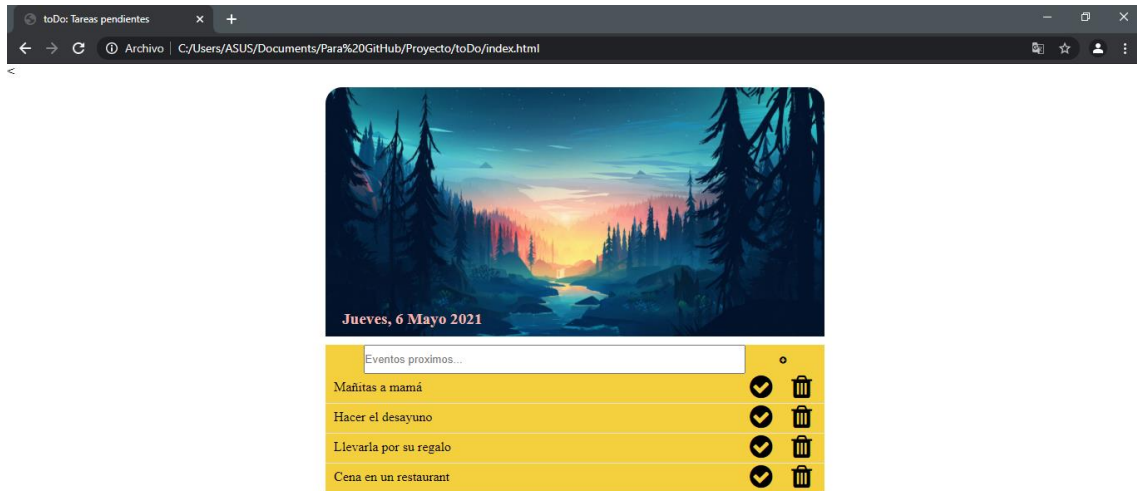 toDo: Tareas pendientes
Archivo | C:/Users/ASUS/Documents/Para%20GitHub/Proyecto/toDo/index.html
<
Jueves, 6 Mayo 2021
Eventos proximos...
Mañitas a mamá
Hacer el desayuno
Llevarla por su regalo
Cena en un restaurant